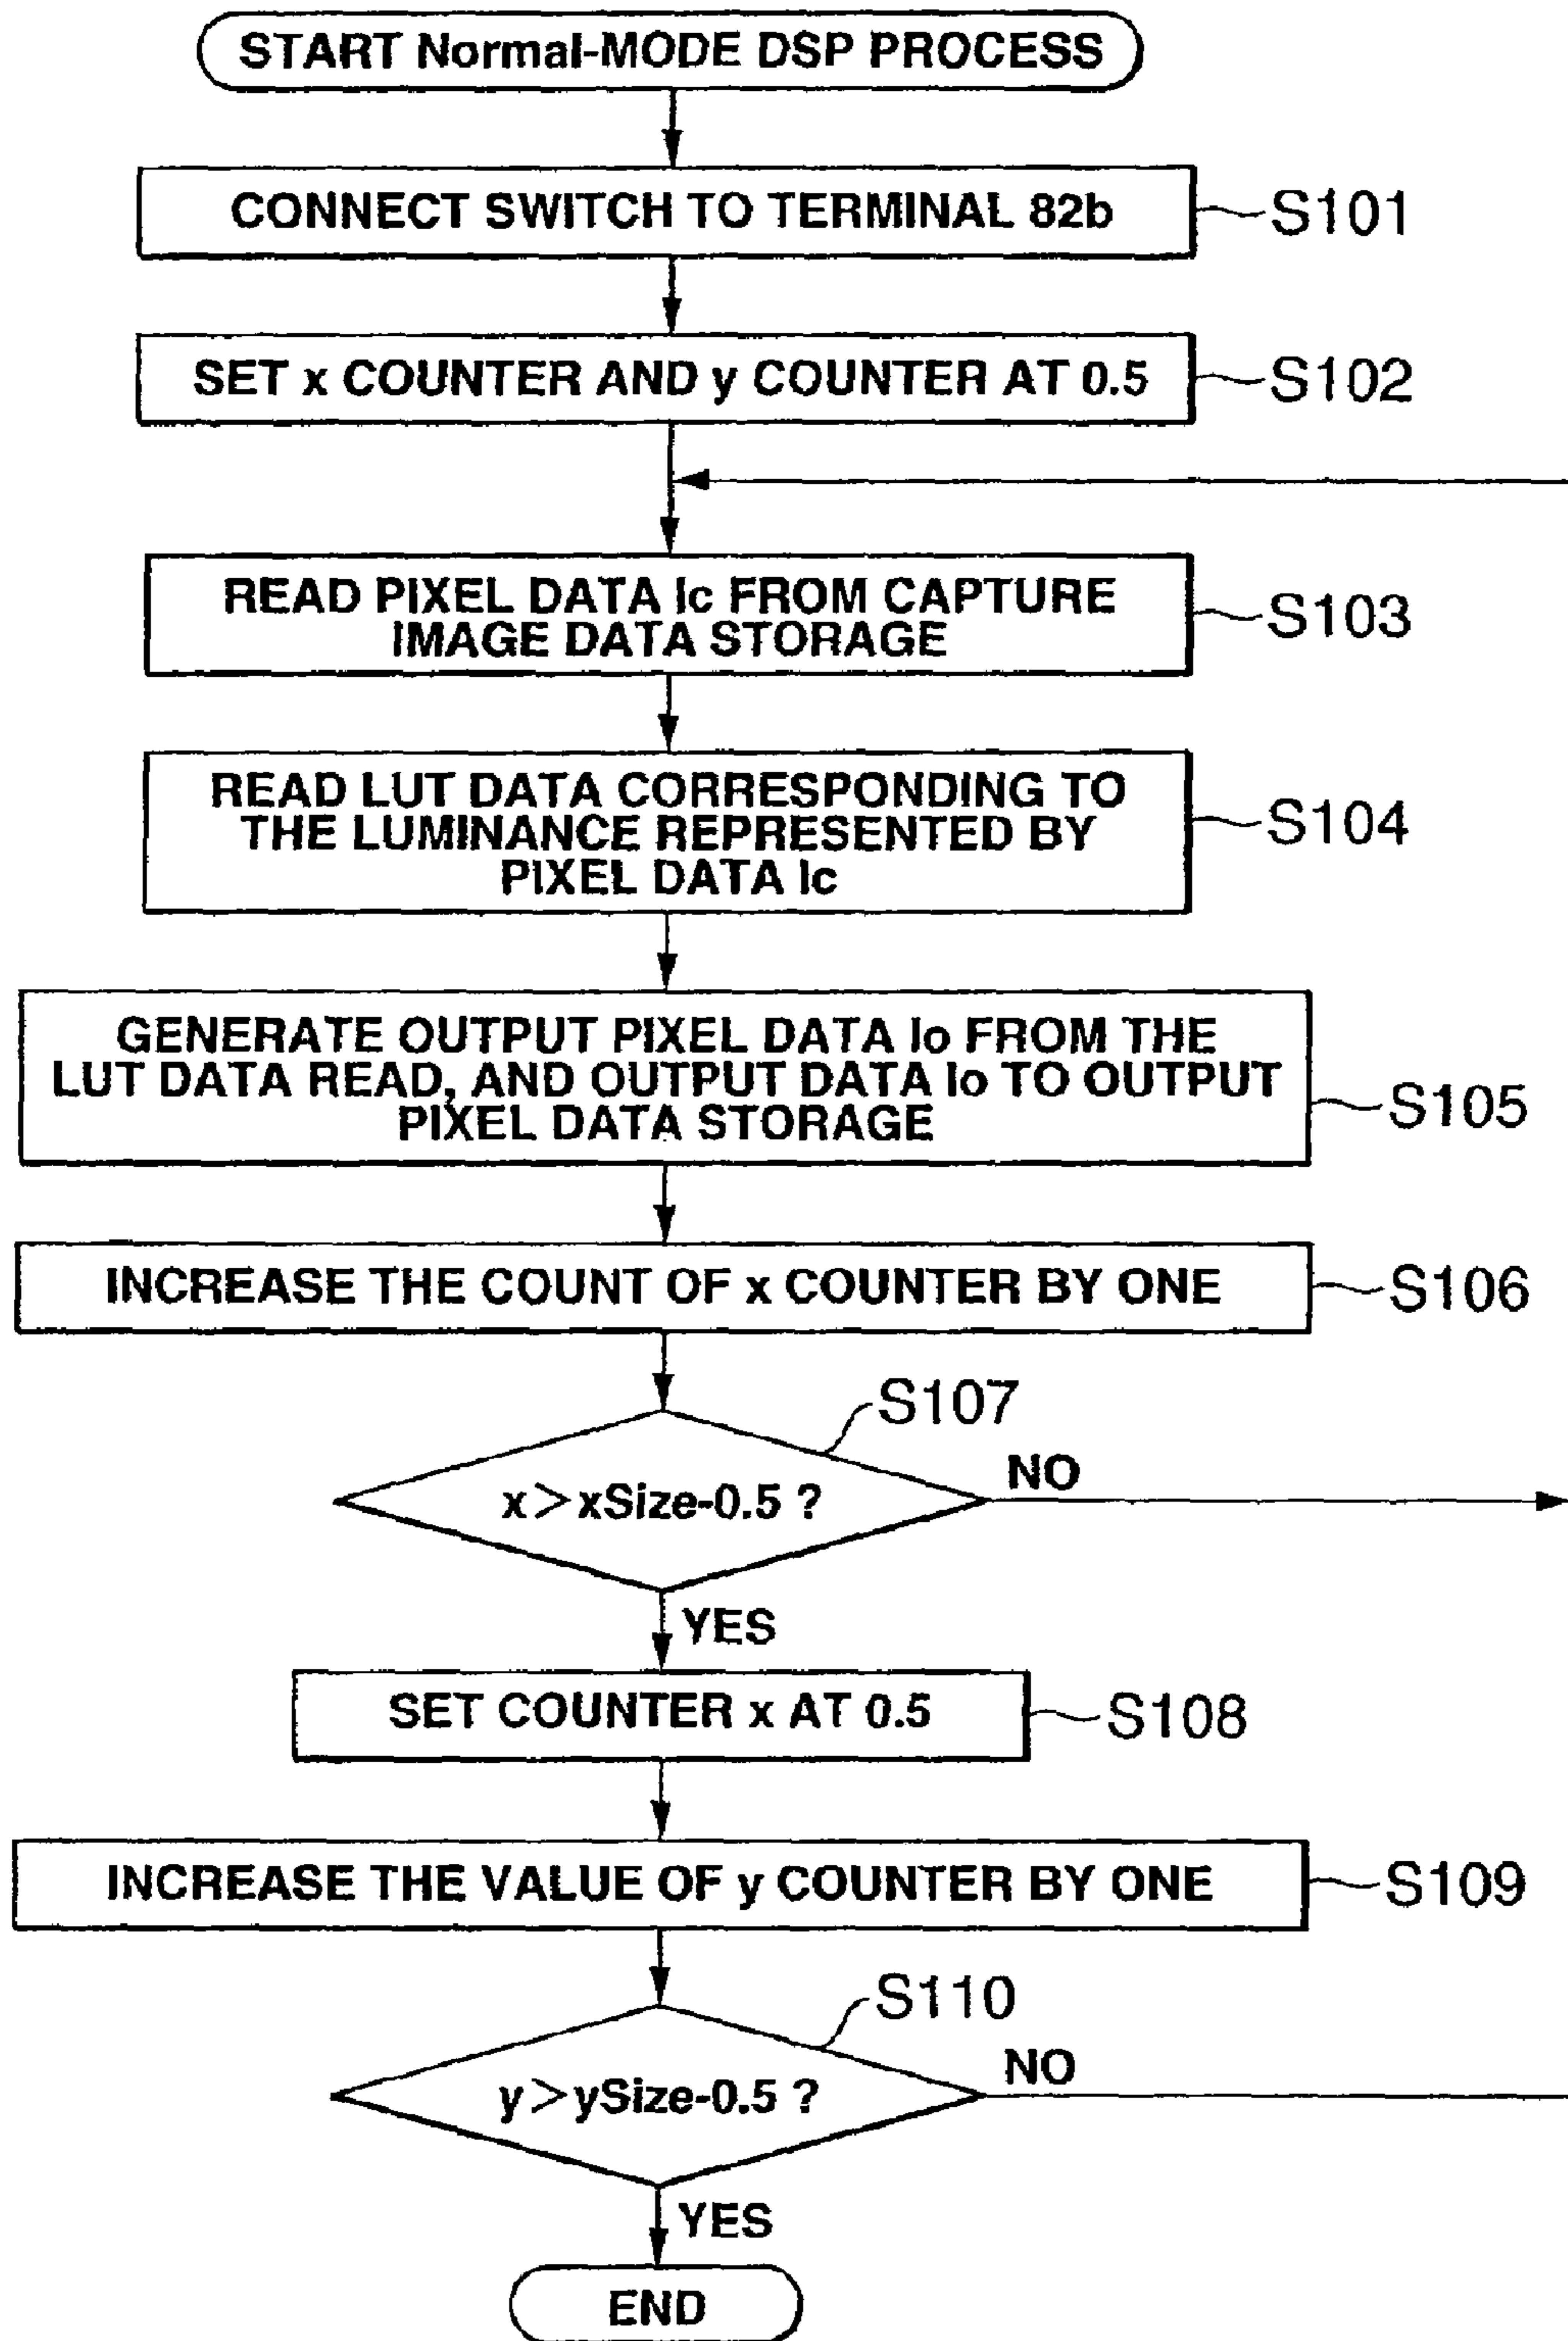 START Normal-MODE DSP PROCESS
CONNECT SWITCH TO TERMINAL 82b
S101
SET x COUNTER AND y COUNTER AT 0.5
S102
READ PIXEL DATA Ic FROM CAPTURE
IMAGE DATA STORAGE
S103
READ LUT DATA CORRESPONDING TO
THE LUMINANCE REPRESENTED BY
PIXEL DATA Ic
S104
GENERATE OUTPUT PIXEL DATA Io FROM THE
LUT DATA READ, AND OUTPUT DATA Io TO OUTPUT
PIXEL DATA STORAGE
S105
INCREASE THE COUNT OF x COUNTER BY ONE
S106
S107
x>xSize-0.5 ?
NO
YES
SET COUNTER x AT 0.5
S108
INCREASE THE VALUE OF y COUNTER BY ONE
S109
S110
y>ySize-0.5 ?
NO
YES
END